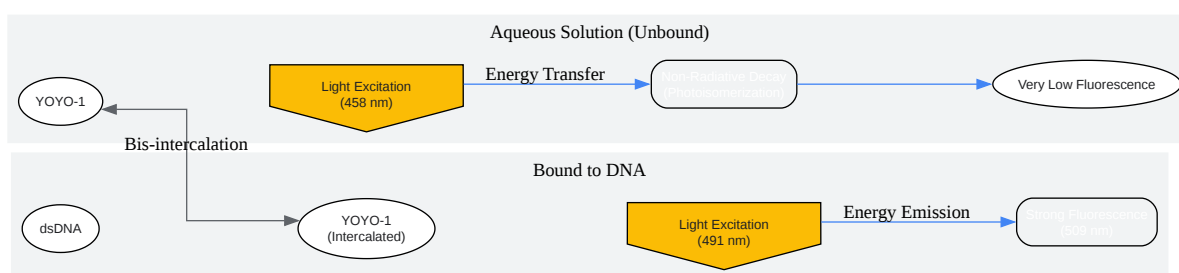 Aqueous Solution (Unbound)
YOYO-1
Light Excitation
(458 nm)
Energy Transfer
Non-Radiative Decay
(Photoisomerization)
Very Low Fluorescence
Bis-intercalation
Bound to DNA
dsDNA
YOYO-1
(Intercalated)
Light Excitation
(491 nm)
Energy Emission
Strong Fluorescence
(509 nm)